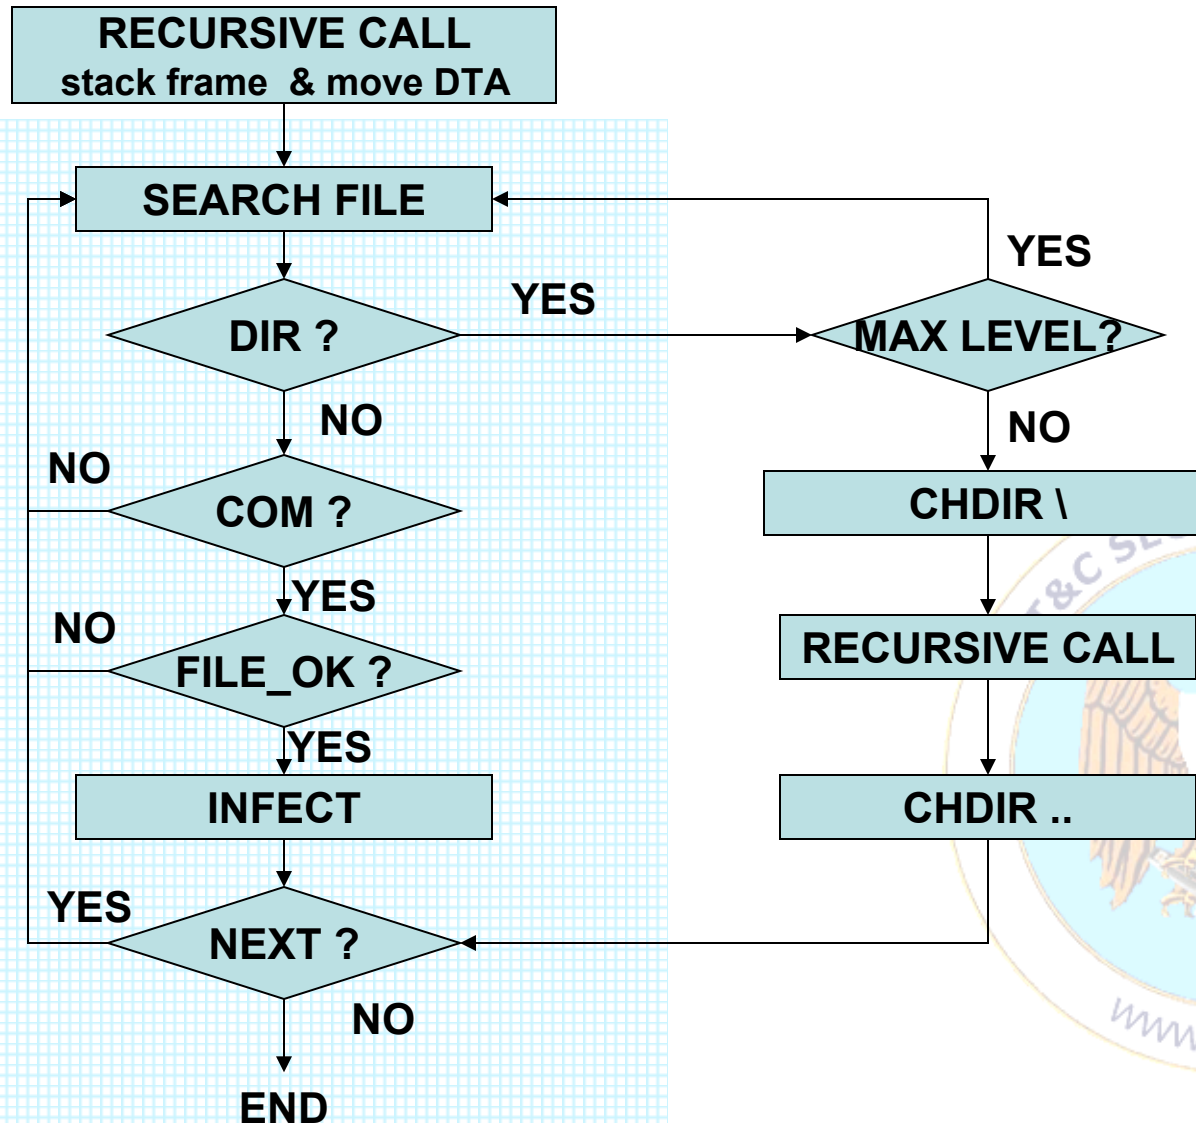 RECURSIVE CALL
stack frame & move DTA
SEARCH FILE
YES
DIR ?
YES
MAX LEVEL?
NO
NO
NO
COM ?
CHDIR \
YES
NO
FILE_OK ?
RECURSIVE CALL
YES
INFECT
CHDIR ..
YES
NEXT ?
NO
END